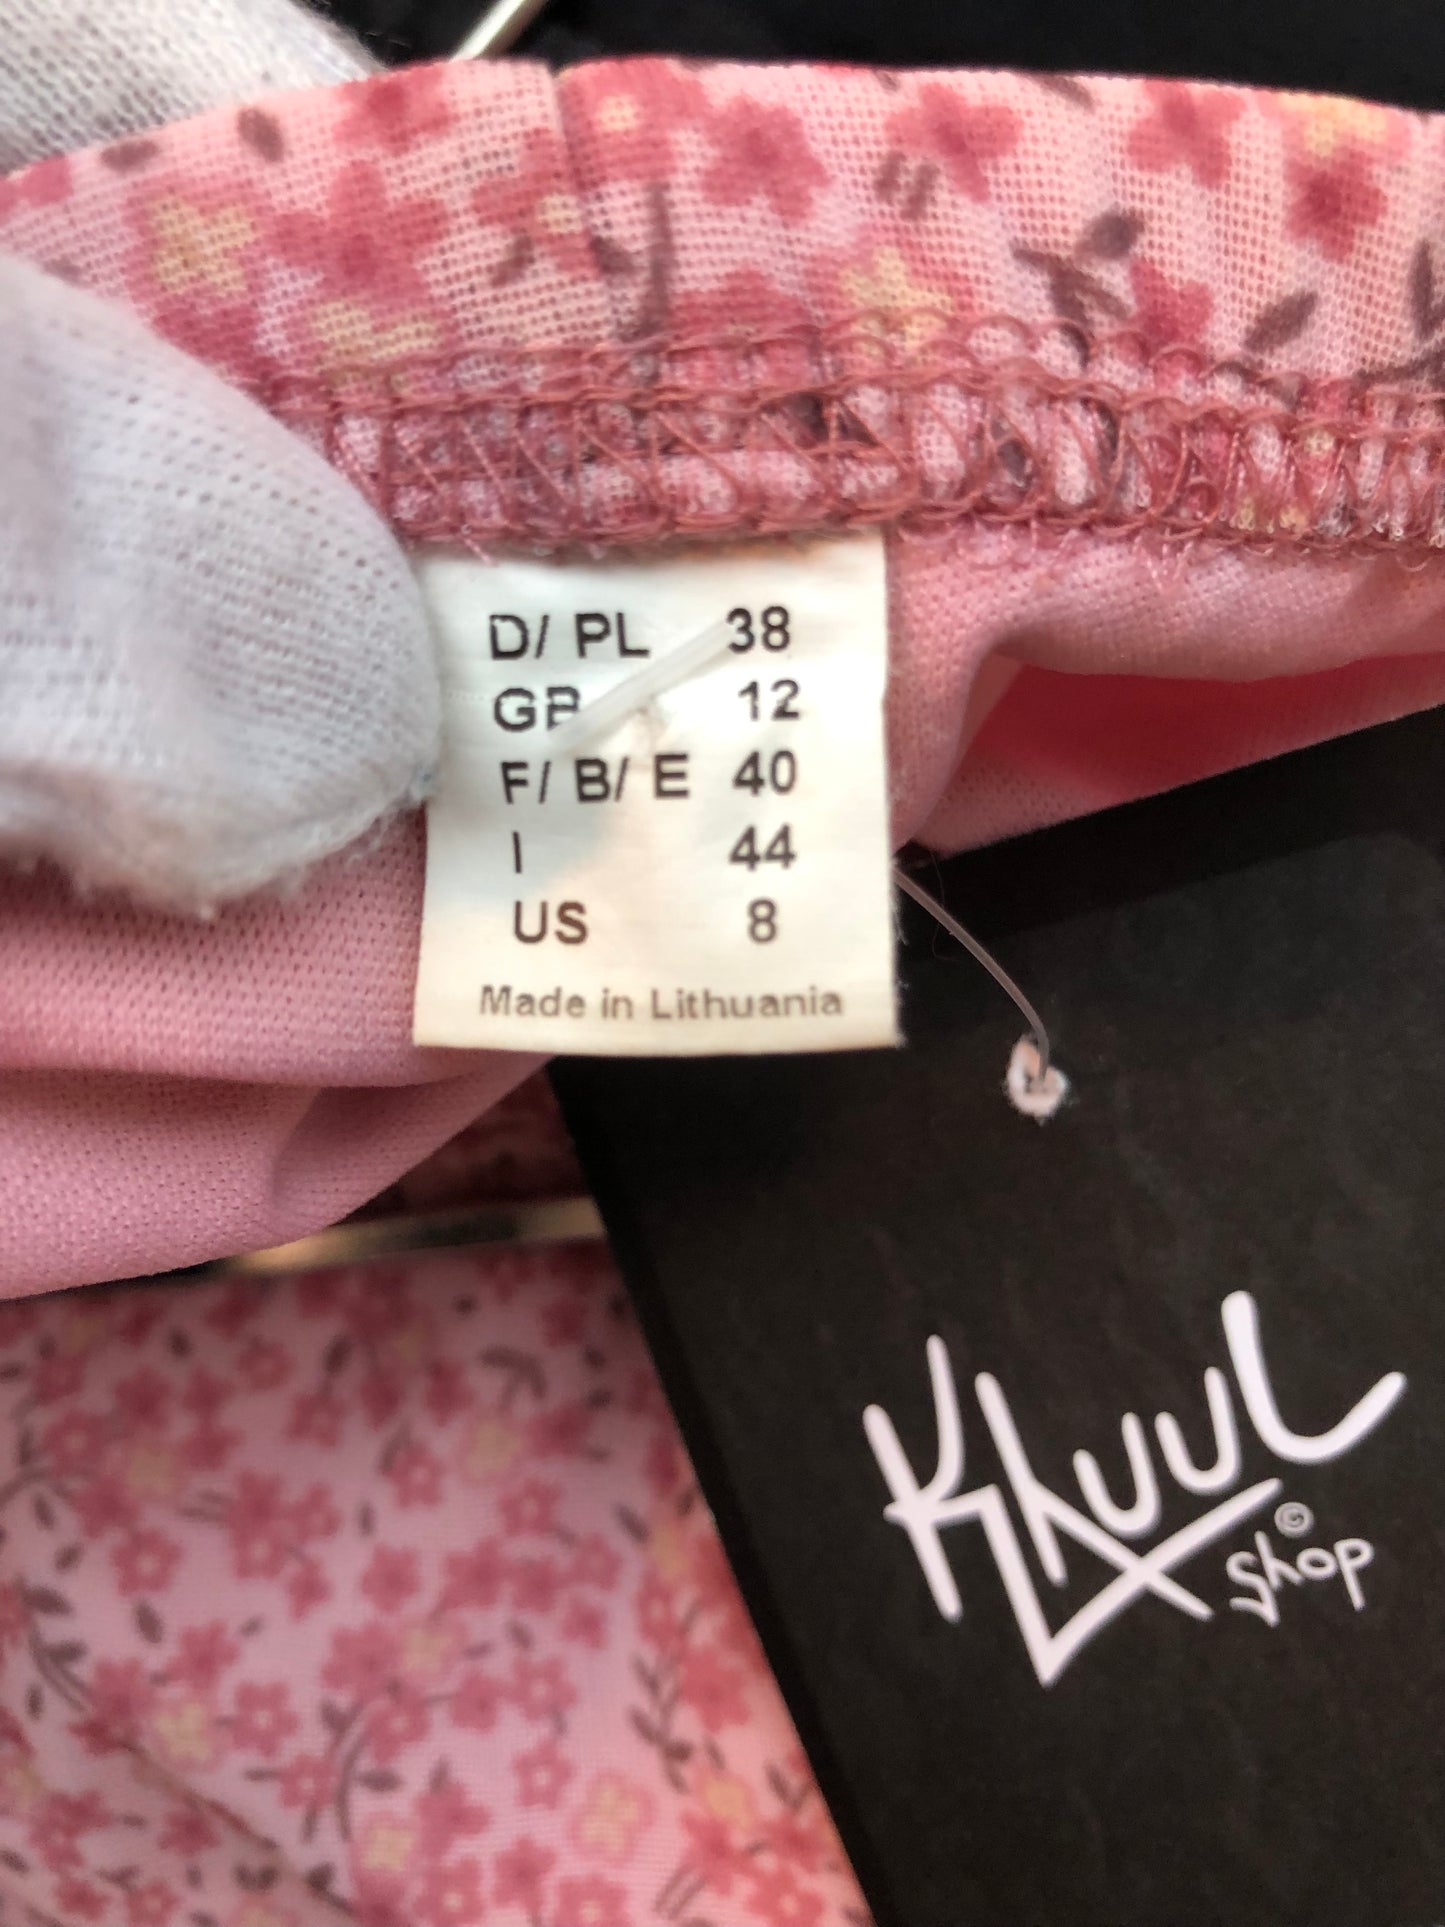 D/ PL 38
GB 12
F/ B/ E 40
I 44
US 8
Made in Lithuania
Kluul
© shop